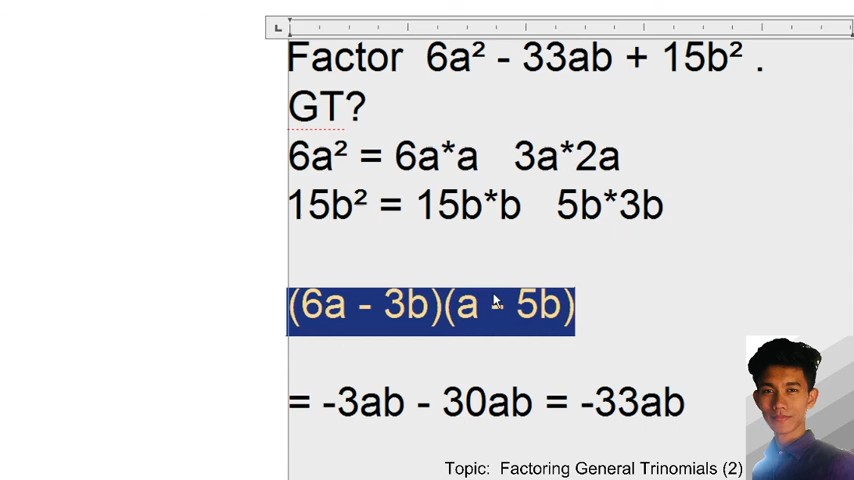 Factor 6a² - 33ab + 15b² .
GT?
6a² = 6a*a 3a*2a
15b² = 15b*b 5b*3b
(6a - 3b)(a - 5b)
= -3ab - 30ab = -33ab
Topic: Factoring General Trinomials (2)